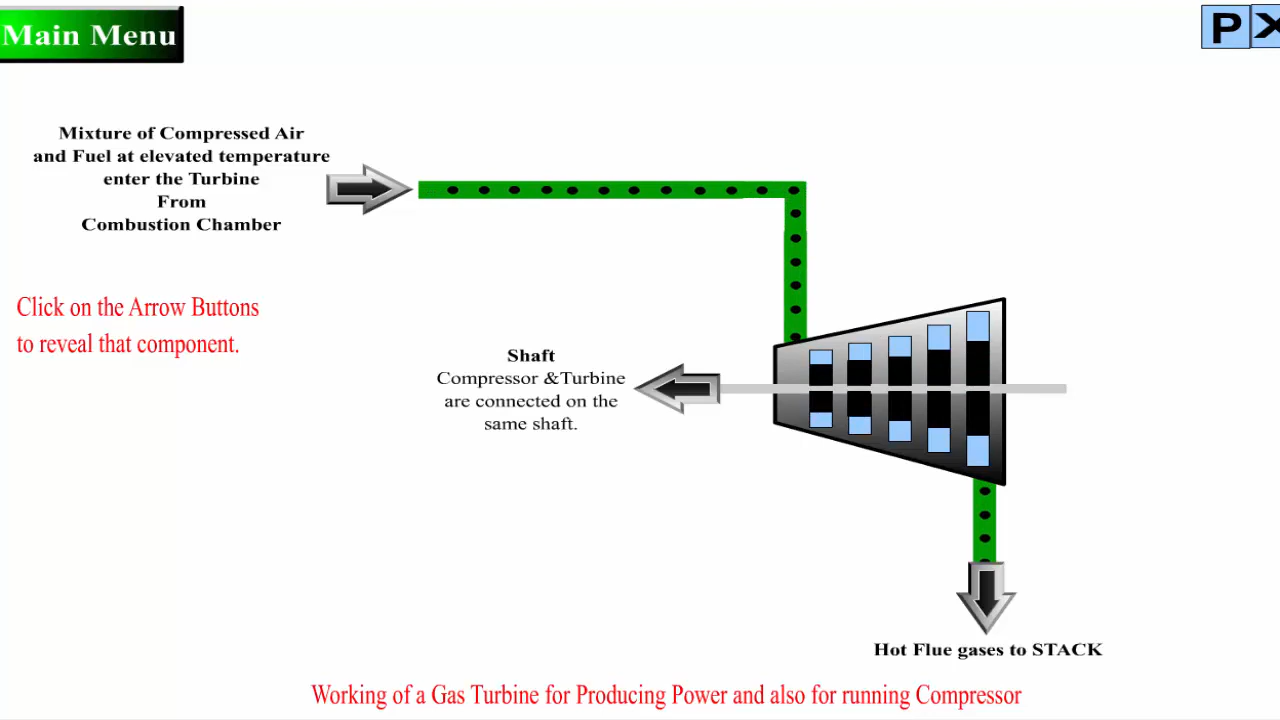 Main Menu
P X
Mixture of Compressed Air
and Fuel at elevated temperature
enter the Turbine
From
Combustion Chamber
Click on the Arrow Buttons
to reveal that component.
Shaft
Compressor &Turbine
are connected on the
same shaft.
Hot Flue gases to STACK
Working of a Gas Turbine for Producing Power and also for running Compressor